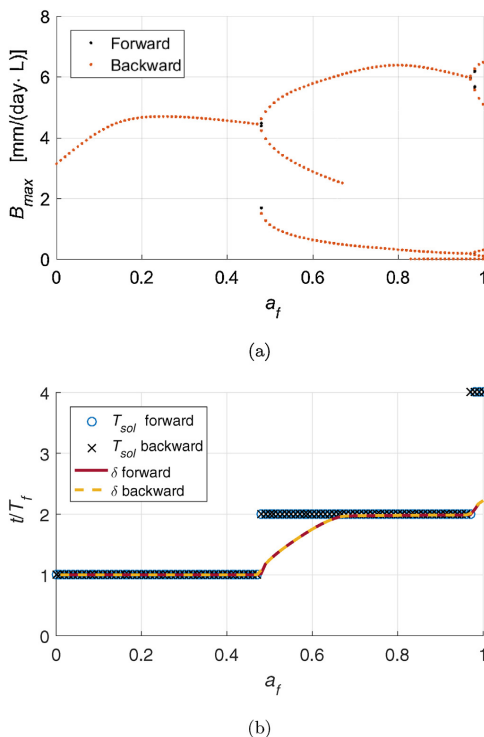 8
6
4
2
0
B_max [mm/(day· L)]
Forward
Backward
0 0.2 0.4 0.6 0.8 1
a_f
(a)
4
3
2
1
0
t/T_f
T_sol forward
T_sol backward
δ forward
δ backward
0 0.2 0.4 0.6 0.8 1
a_f
(b)